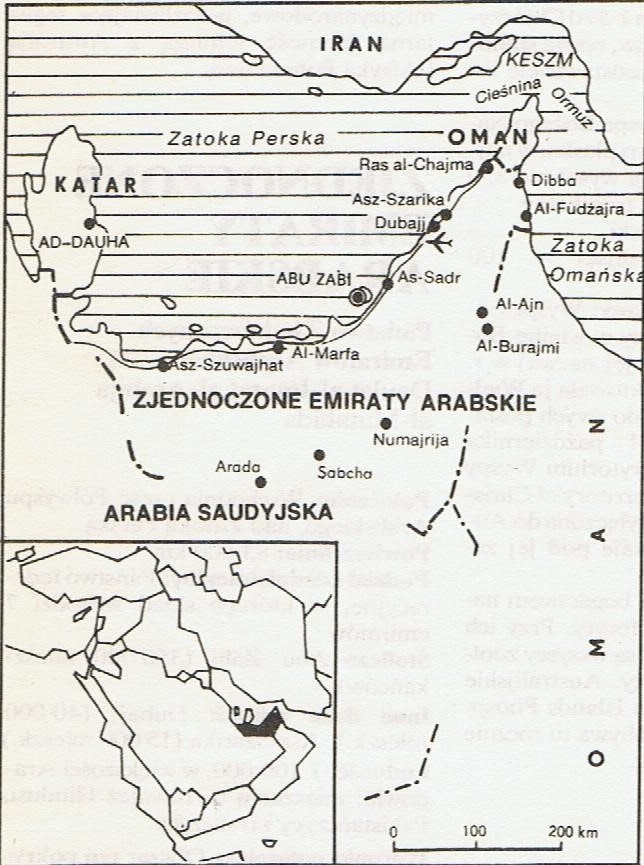 IRAN
KESZM
Cieśnina Ormuz
Zatoka Perska
OMAN
Ras al-Chajma
KATAR
Dibba
Asz-Szarika
Al-Fudżajra
Dubajj
AD-DAUHA
Zatoka
Omańska
ABU ZABI
As-Sadr
Al-Ajn
Al-Burajmi
Al-Marfa
Asz-Szuwajhat
ZJEDNOCZONE EMIRATY ARABSKIE
Numajrija
Sabcha
Arada
ARABIA SAUDYJSKA
OMAN
0 100 200 km